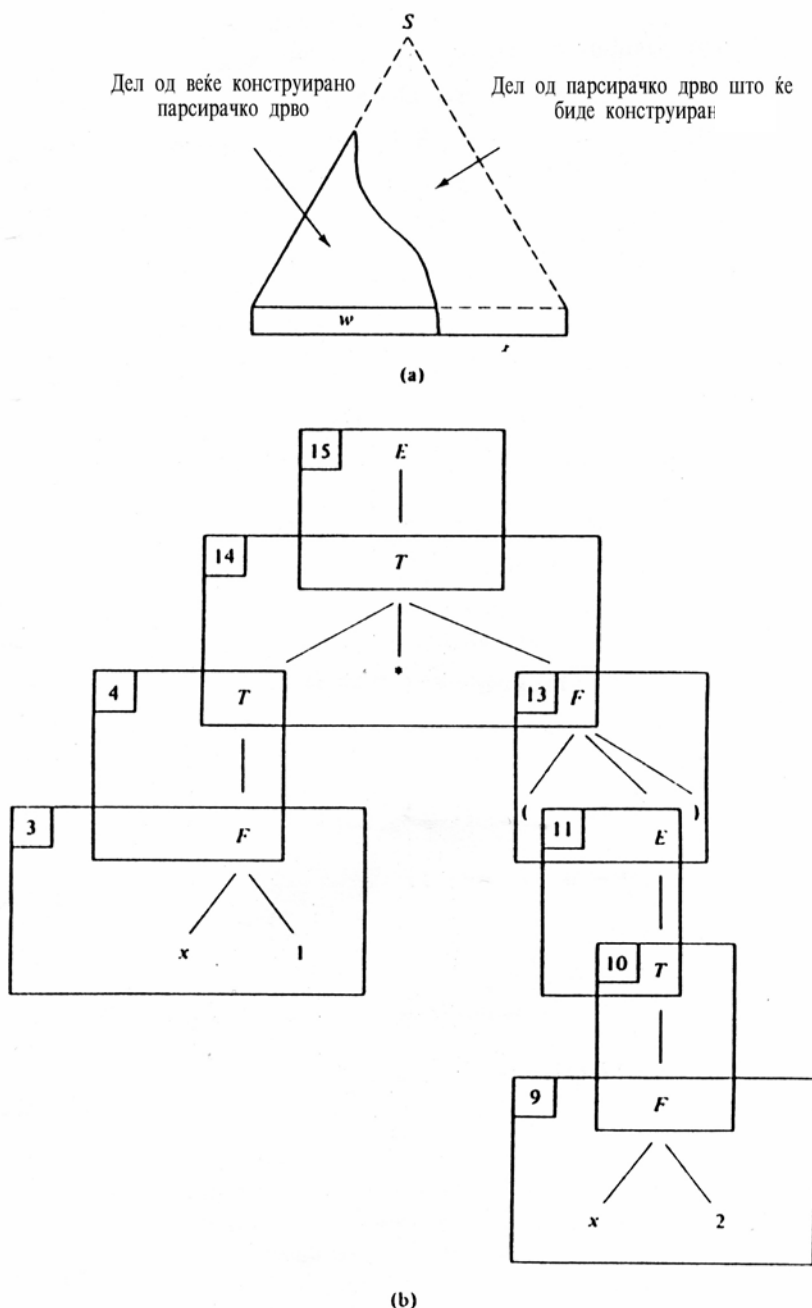 S
Дел од веќе конструирано
парсирачко дрво
Дел од парсирачко дрво што ќе
биде конструиран
w
(a)
15 E
14 T
*
4 T
13 F
3 F
( )
11 E
x 1
10 T
9 F
x 2
(b)